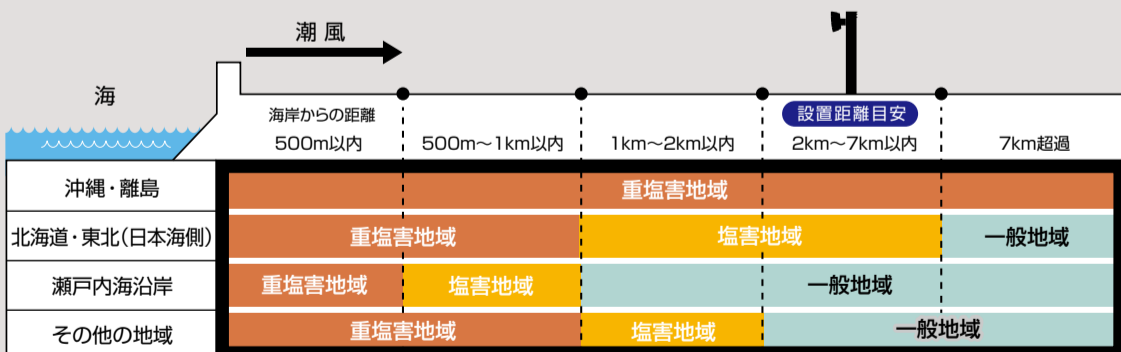 潮風
海
設置距離目安
海岸からの距離
500m以内
500m〜1km以内
1km〜2km以内
2km〜7km以内
7km超過
沖縄・離島
重塩害地域
北海道・東北(日本海側)
重塩害地域
塩害地域
一般地域
瀬戸内海沿岸
重塩害地域
塩害地域
一般地域
その他の地域
重塩害地域
塩害地域
一般地域